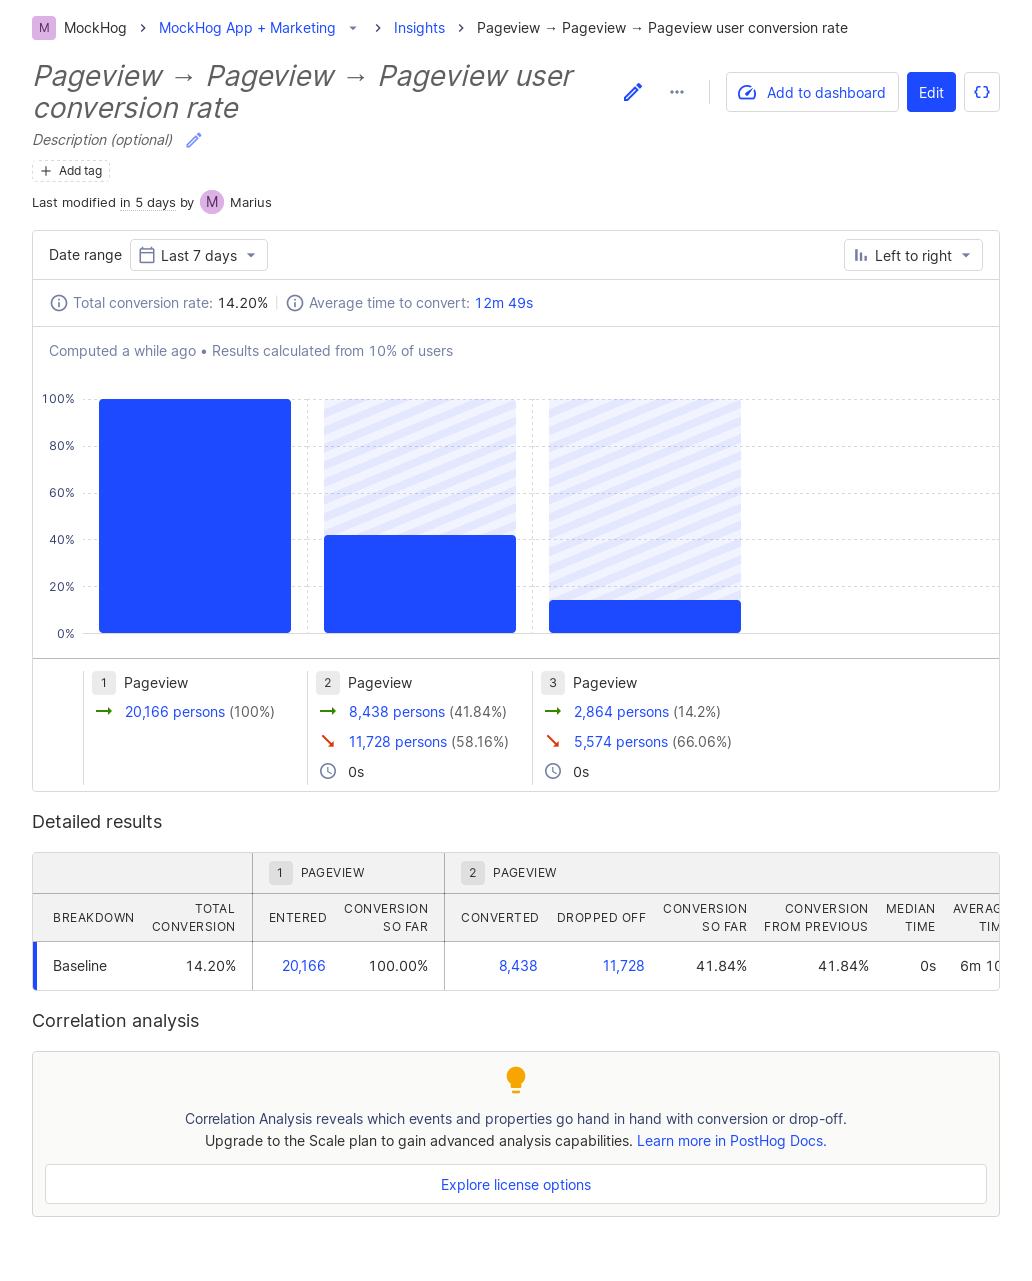 M MockHog > MockHog App + Marketing > Insights > Pageview → Pageview → Pageview user conversion rate
Pageview → Pageview → Pageview user
conversion rate
Add to dashboard
Edit
Description (optional)
Add tag
Last modified in 5 days by M Marius
Date range Last 7 days Left to right
Total conversion rate: 14.20% Average time to convert: 12m 49s
Computed a while ago • Results calculated from 10% of users
100%
80%
60%
40%
20%
0%
1 Pageview
20,166 persons (100%)
2 Pageview
8,438 persons (41.84%)
11,728 persons (58.16%)
0s
3 Pageview
2,864 persons (14.2%)
5,574 persons (66.06%)
0s
Detailed results
1 PAGEVIEW 2 PAGEVIEW
BREAKDOWN
TOTAL
CONVERSION
ENTERED
CONVERSION
SO FAR
CONVERTED
DROPPED OFF
CONVERSION
SO FAR
CONVERSION
FROM PREVIOUS
MEDIAN
TIME
Baseline 14.20% 20,166 100.00% 8,438 11,728 41.84% 41.84% 0s 6m 10
Correlation analysis
Correlation Analysis reveals which events and properties go hand in hand with conversion or drop-off.
Upgrade to the Scale plan to gain advanced analysis capabilities. Learn more in PostHog Docs.
Explore license options